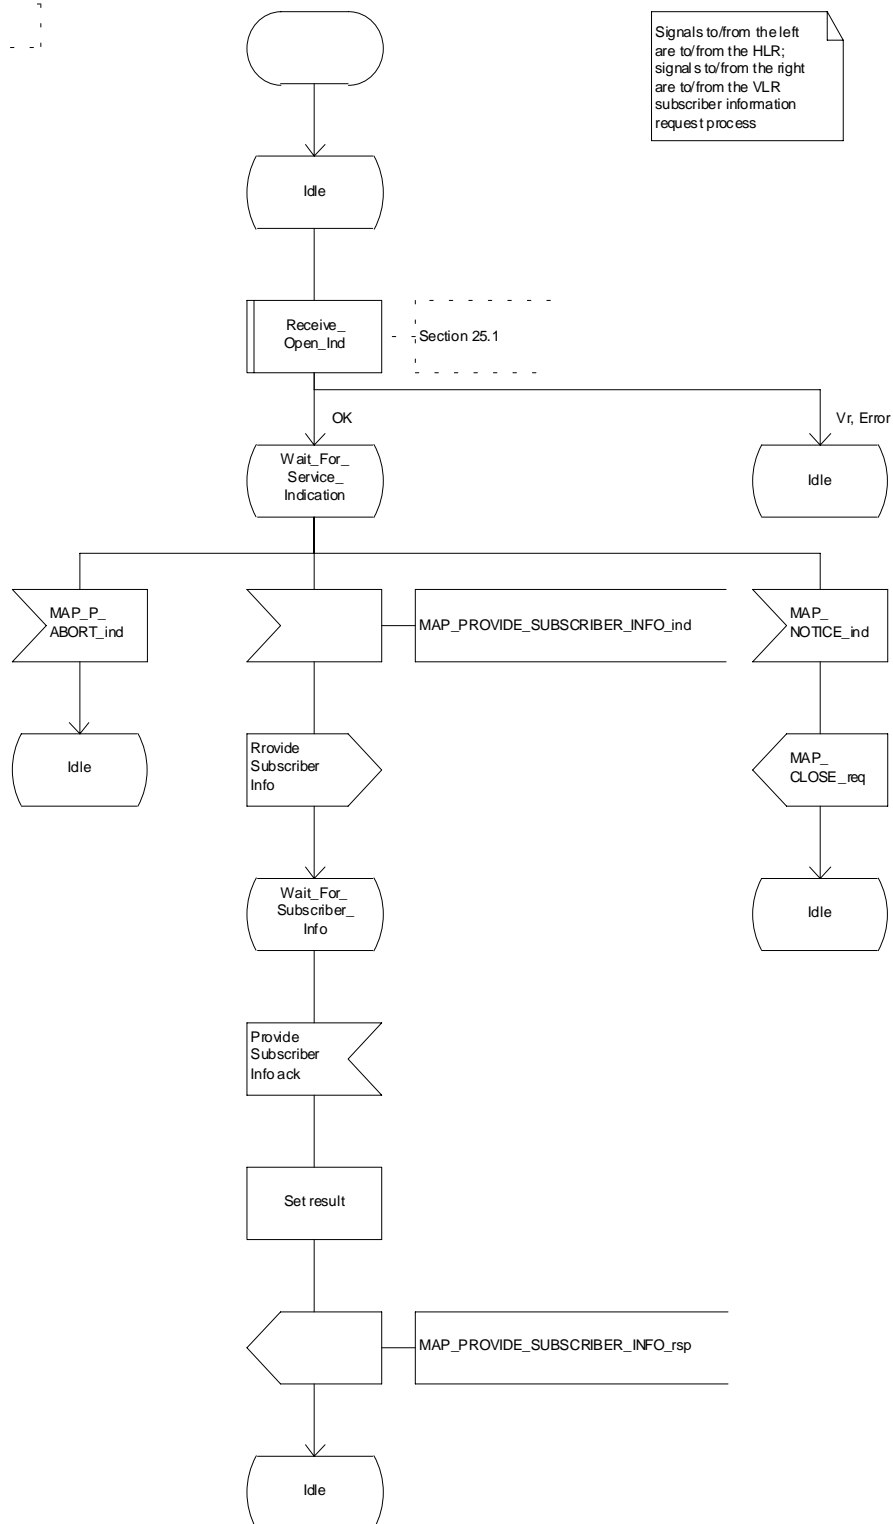 Signals to/from the left
are to/from the HLR;
signals to/from the right
are to/from the VLR
subscriber information
request process
Idle
Receive_
Open_Ind
Section 25.1
OK
Vr, Error
Wait_For_
Service_
Indication
Idle
MAP_P_
ABORT_ind
MAP_PROVIDE_SUBSCRIBER_INFO_ind
MAP_
NOTICE_ind
Idle
Rrovide
Subscriber
Info
MAP_
CLOSE_req
Wait_For_
Subscriber_
Info
Idle
Provide
Subscriber
Info ack
Set result
MAP_PROVIDE_SUBSCRIBER_INFO_rsp
Idle